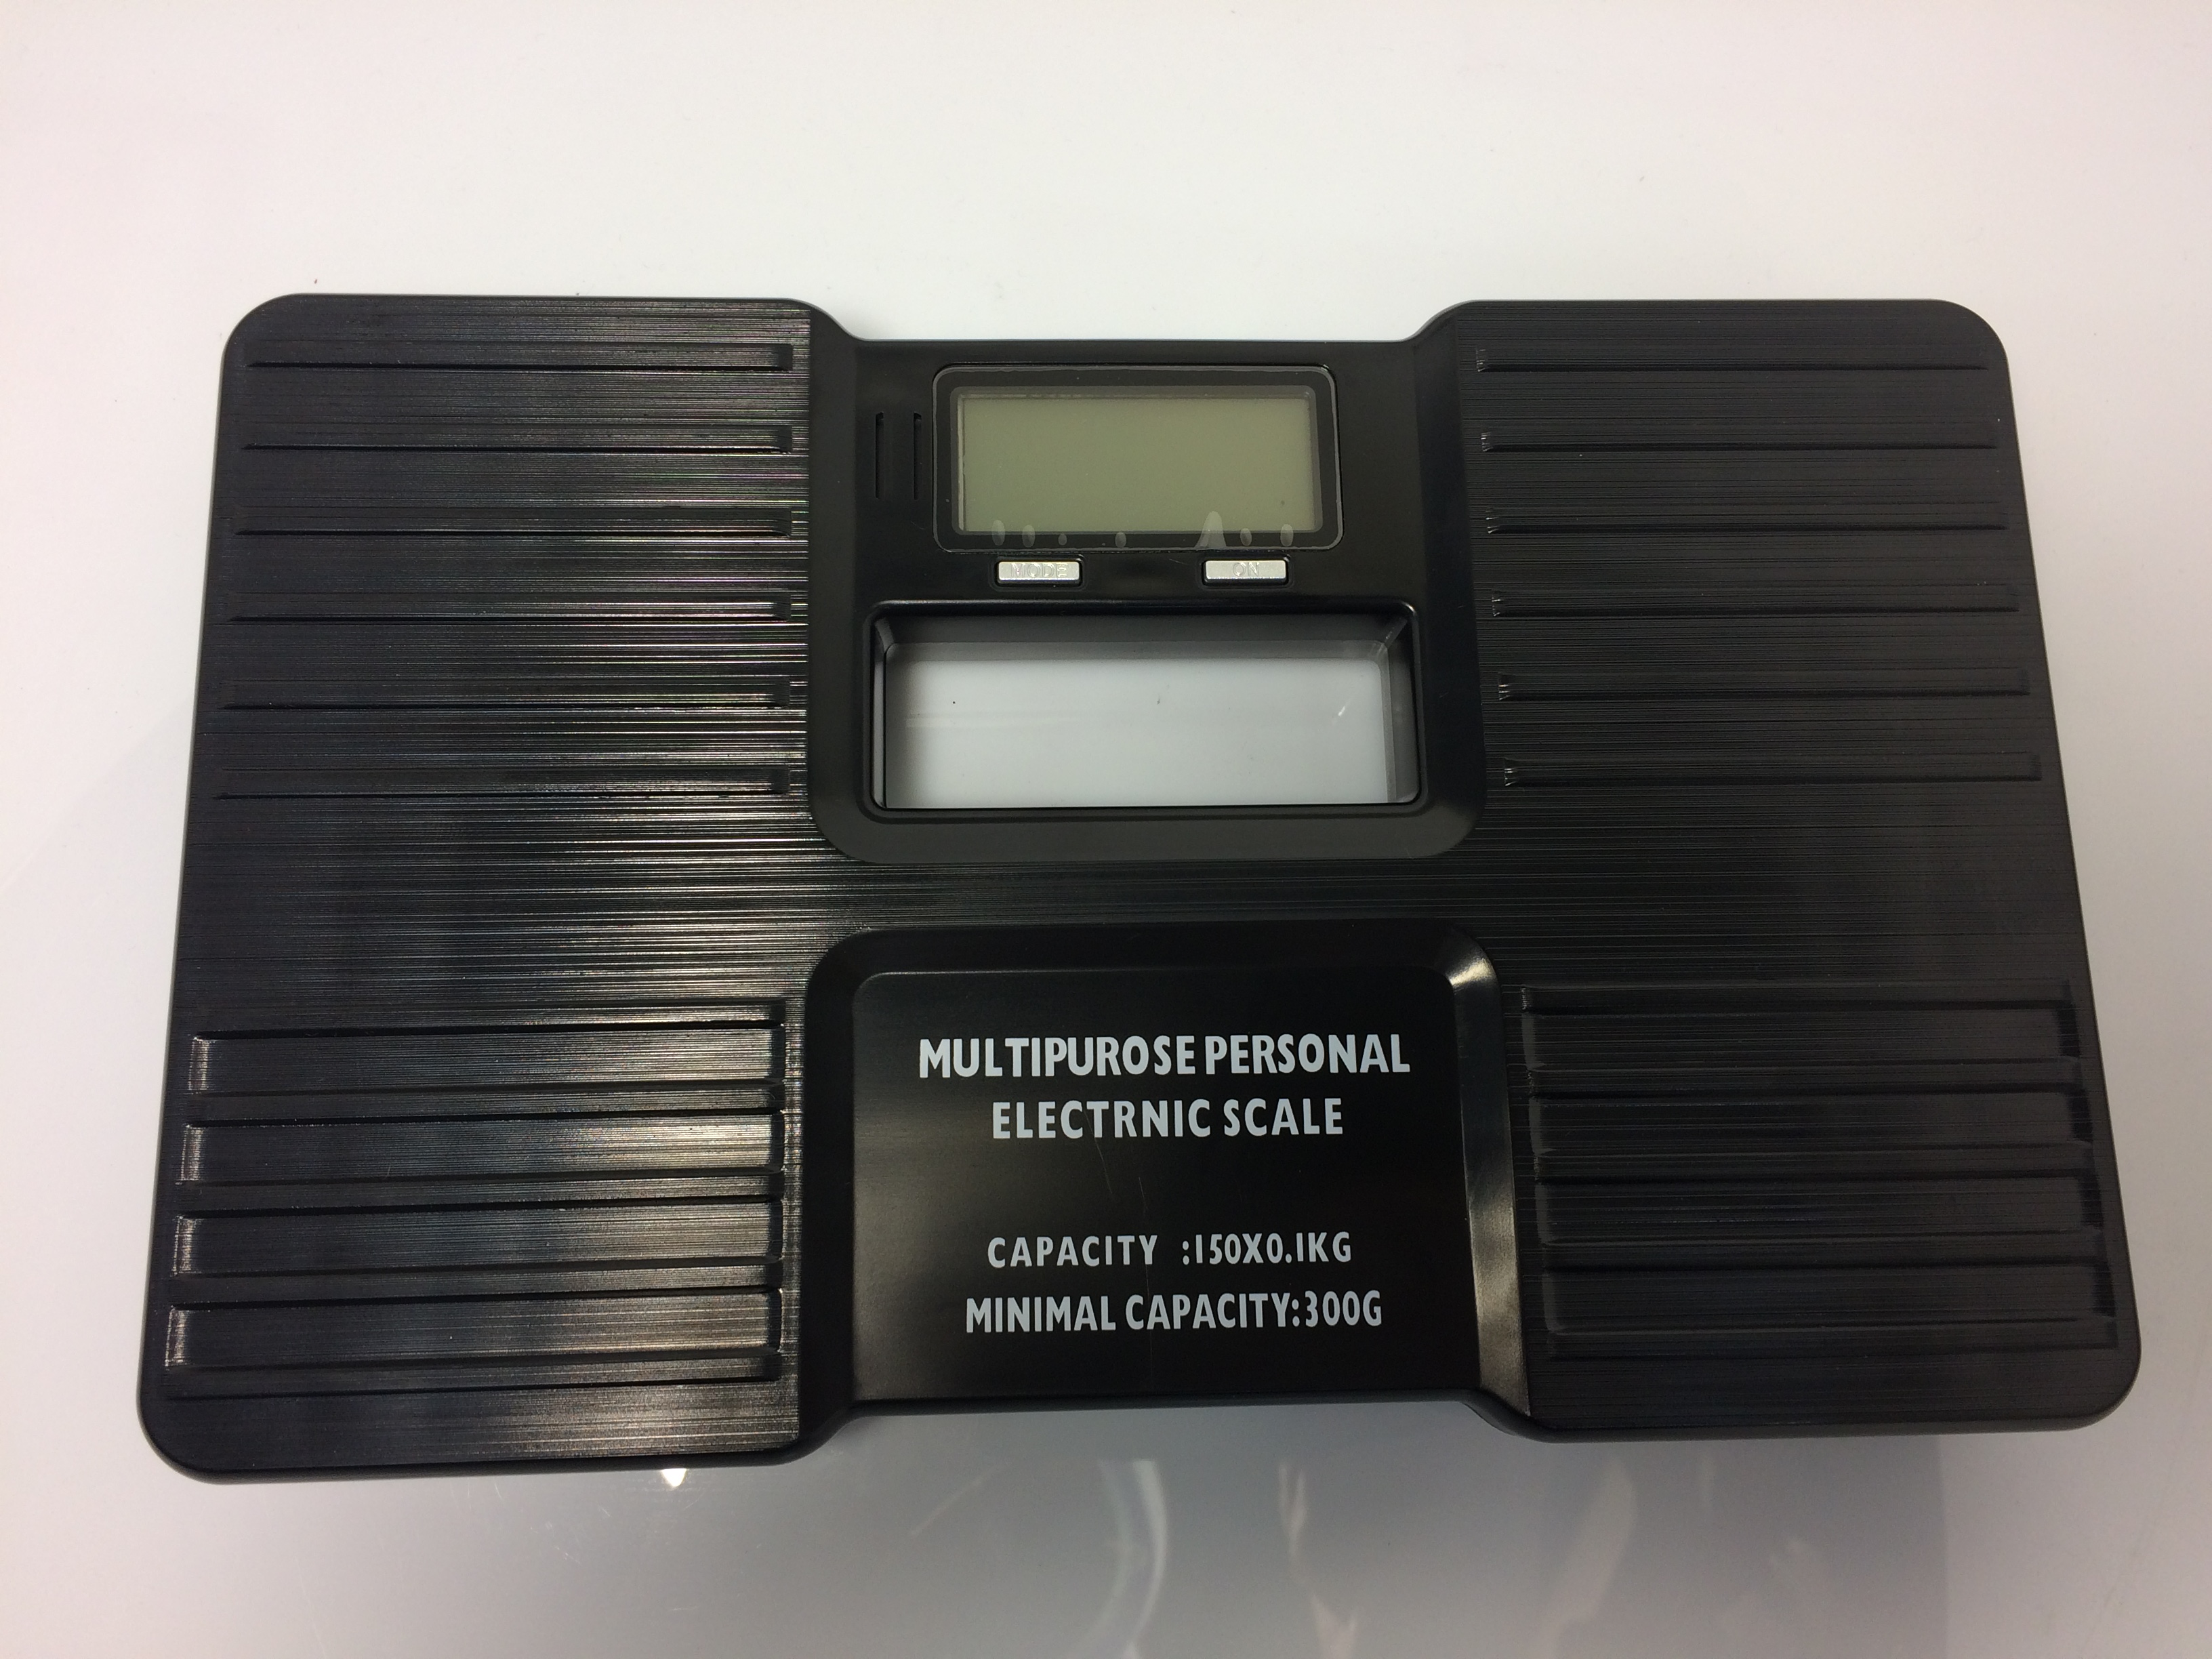 MODE ON
MULTIPUROSE PERSONAL
ELECTRNIC SCALE
CAPACITY :150X0.1KG
MINIMAL CAPACITY:300G